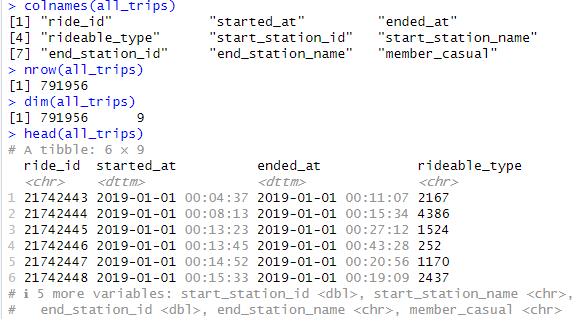 > colnames(all_trips)
[1] "ride_id"            "started_at"         "ended_at"
[4] "rideable_type"      "start_station_id"   "start_station_name"
[7] "end_station_id"     "end_station_name"   "member_casual"
> nrow(all_trips)
[1] 791956
> dim(all_trips)
[1] 791956      9
> head(all_trips)
# A tibble: 6 × 9
  ride_id  started_at          ended_at            rideable_type
  <chr>    <dttm>              <dttm>              <chr>
1 21742443 2019-01-01 00:04:37 2019-01-01 00:11:07 2167
2 21742444 2019-01-01 00:08:13 2019-01-01 00:15:34 4386
3 21742445 2019-01-01 00:13:23 2019-01-01 00:27:12 1524
4 21742446 2019-01-01 00:13:45 2019-01-01 00:43:28 252
5 21742447 2019-01-01 00:14:52 2019-01-01 00:20:56 1170
6 21742448 2019-01-01 00:15:33 2019-01-01 00:19:09 2437
# ℹ 5 more variables: start_station_id <dbl>, start_station_name <chr>,
#   end_station_id <dbl>, end_station_name <chr>, member_casual <chr>